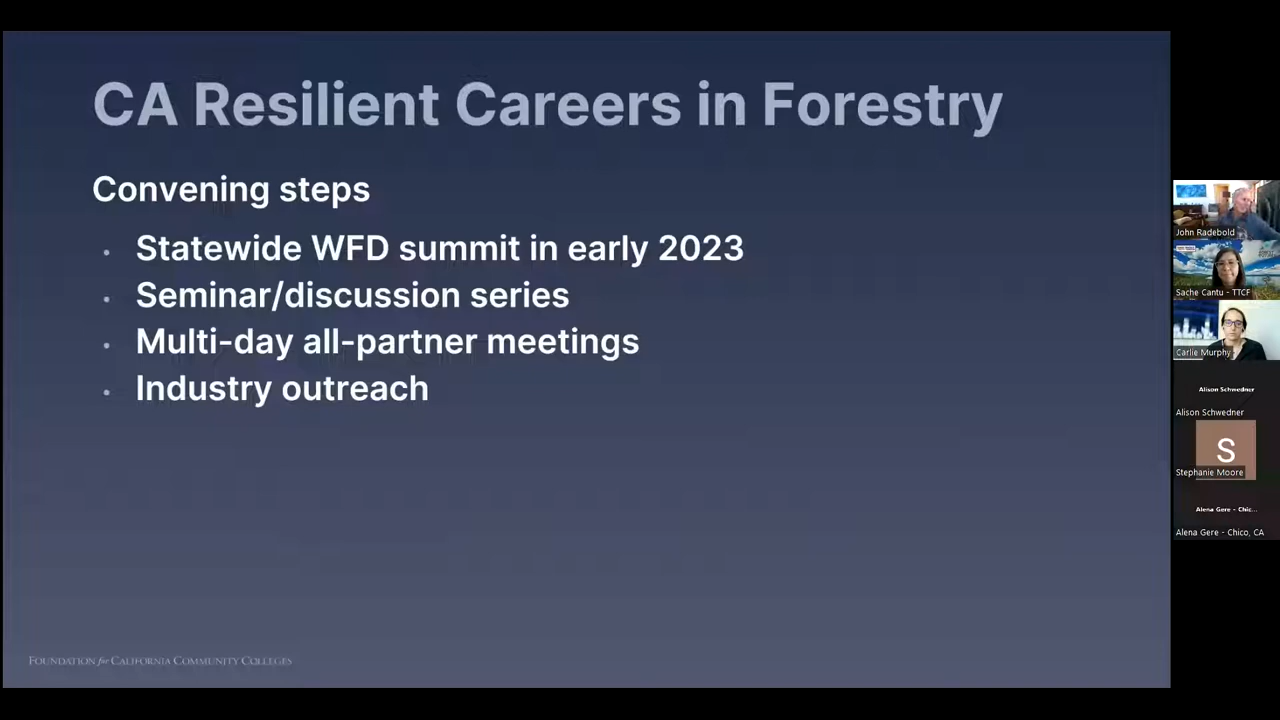 CA Resilient Careers in Forestry
Convening steps
• Statewide WFD summit in early 2023
• Seminar/discussion series
• Multi-day all-partner meetings
• Industry outreach
FOUNDATION for CALIFORNIA COMMUNITY COLLEGES
John Radebold
Sache Cantu - TTCF
Carlie Murphy
Alison Schwedner
Alison Schwedner
S
Stephanie Moore
Alena Gere - Chic...
Alena Gere - Chico, CA